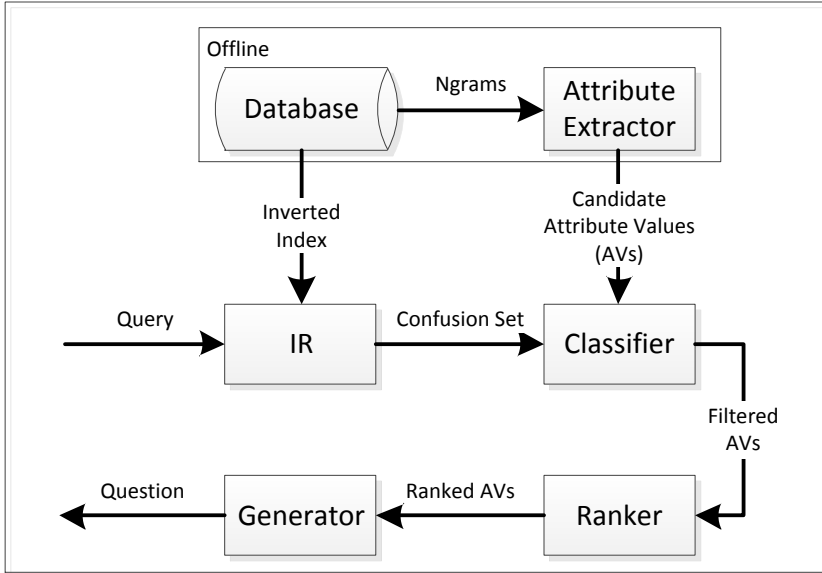 Offline
Database
Ngrams
Attribute
Extractor
Inverted
Index
Candidate
Attribute Values
(AVs)
Query
IR
Confusion Set
Classifier
Filtered
AVs
Question
Generator
Ranked AVs
Ranker